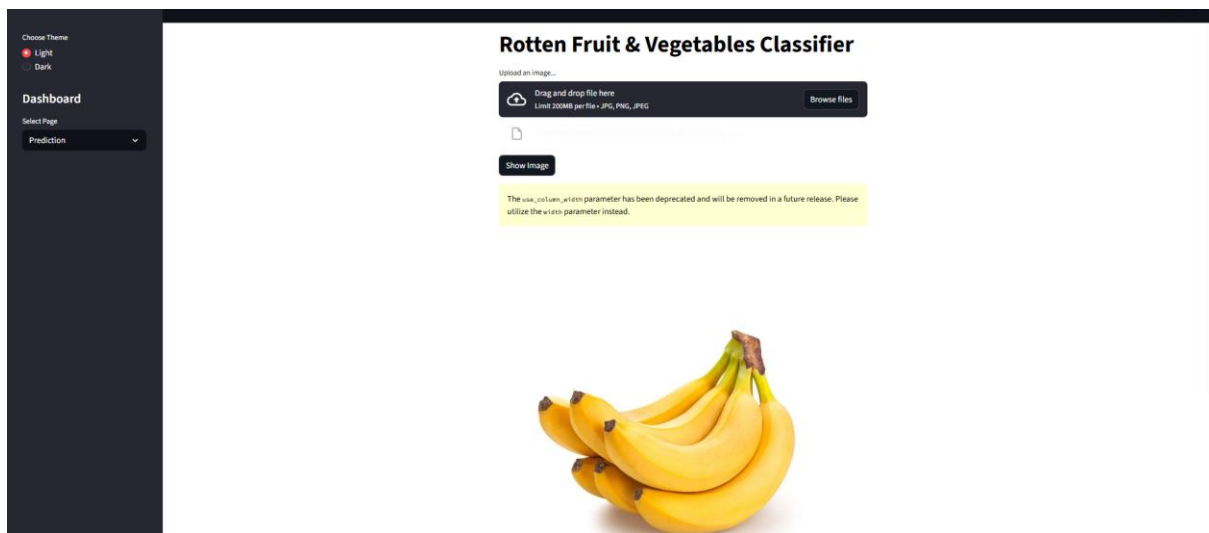 Choose Theme
Light
Dark
Dashboard
Select Page
Prediction
Rotten Fruit & Vegetables Classifier
Upload an image...
Drag and drop file here
Limit 200MB per file • JPG, PNG, JPEG
Browse files
Show Image
The use_column_width parameter has been deprecated and will be removed in a future release. Please
utilize the width parameter instead.